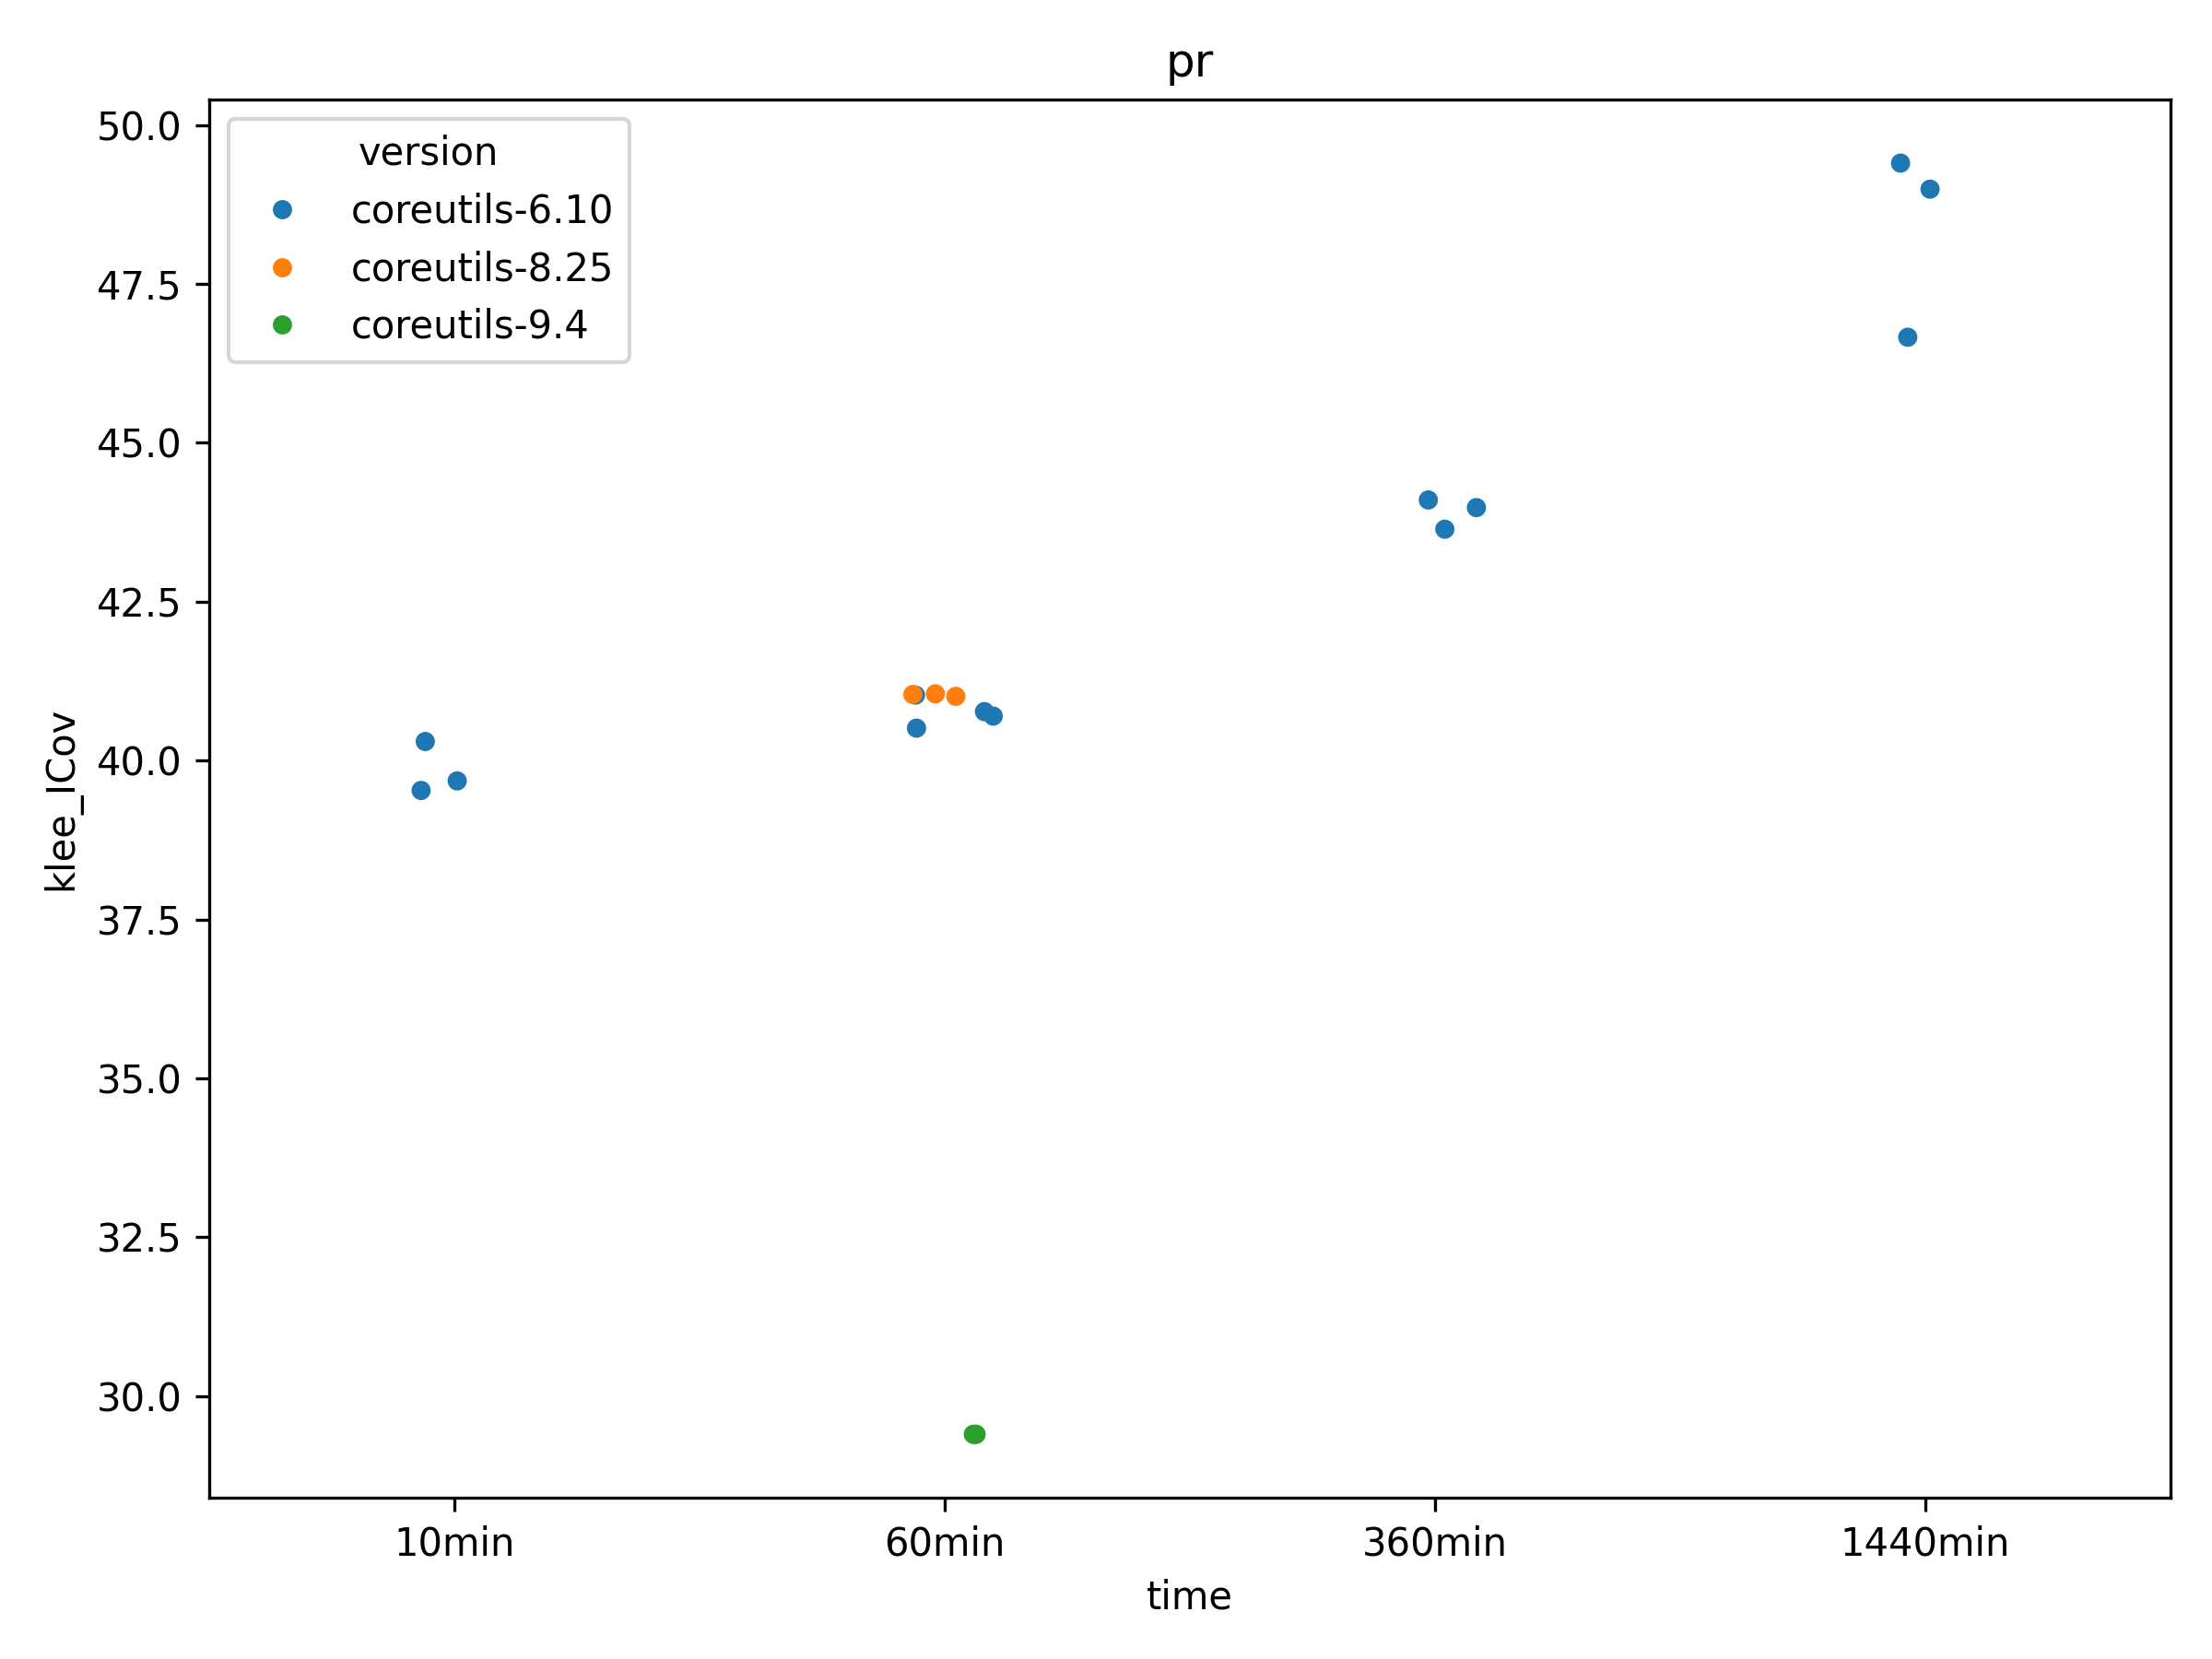 pr
version
coreutils-6.10
coreutils-8.25
coreutils-9.4
50.0
47.5
45.0
42.5
40.0
37.5
35.0
32.5
30.0
klee_ICov
10min 60min 360min 1440min
time